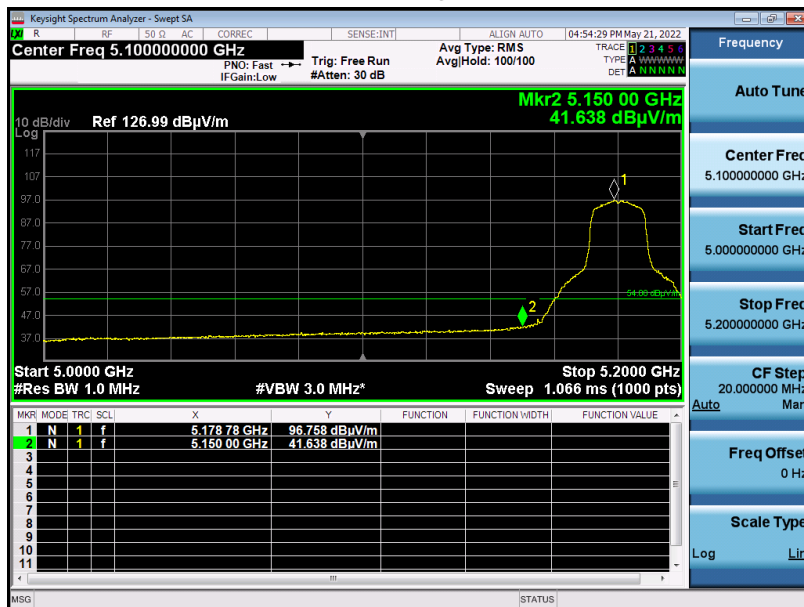 Keysight Spectrum Analyzer - Swept SA
LXI R RF 50 Ω AC CORREC SENSE:INT ALIGN AUTO 04:54:29 PM May 21, 2022
Center Freq 5.100000000 GHz
PNO: Fast
IFGain:Low
Trig: Free Run
#Atten: 30 dB
Avg Type: RMS
Avg|Hold: 100/100
TRACE 1 2 3 4 5 6
TYPE A WWWWW
DET A N N N N N
Mkr2 5.150 00 GHz
41.638 dBµV/m
10 dB/div Ref 126.99 dBµV/m
Log
117
107
97.0
87.0
77.0
67.0
57.0
47.0
37.0
1
2
54.00 dBµV/m
Start 5.0000 GHz Stop 5.2000 GHz
#Res BW 1.0 MHz #VBW 3.0 MHz* Sweep 1.066 ms (1000 pts)
MKR MODE TRC SCL X Y FUNCTION FUNCTION WIDTH FUNCTION VALUE
1 N 1 f 5.178 78 GHz 96.758 dBµV/m
2 N 1 f 5.150 00 GHz 41.638 dBµV/m
3
4
5
6
7
8
9
10
11
MSG STATUS
Frequency
Auto Tune
Center Freq
5.100000000 GHz
Start Freq
5.000000000 GHz
Stop Freq
5.200000000 GHz
CF Step
20.000000 MHz
Auto Man
Freq Offset
0 Hz
Scale Type
Log Lin